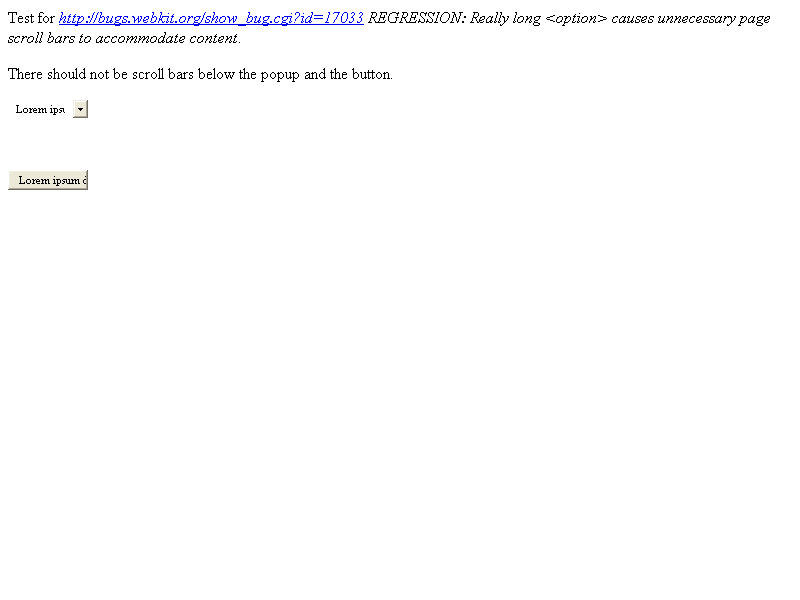 Test for http://bugs.webkit.org/show_bug.cgi?id=17033 REGRESSION: Really long <option> causes unnecessary page
scroll bars to accommodate content.
There should not be scroll bars below the popup and the button.
Lorem ips
Lorem ipsum